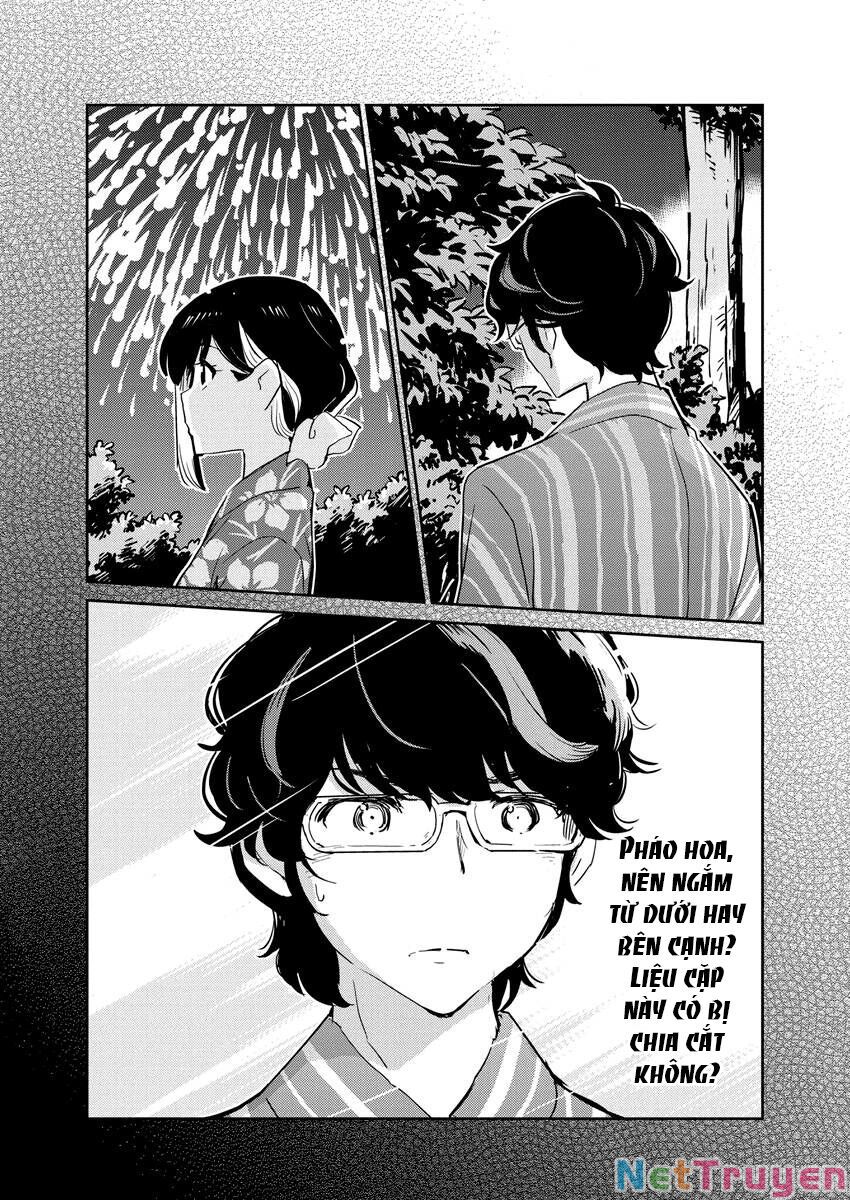 PHÁO HOA,
NÊN NGẮM
TỪ DƯỚI HAY
BÊN CẠNH?
LIỆU CẶP
NÀY CÓ BỊ
CHIA CẮT
KHÔNG?
NetTruyen